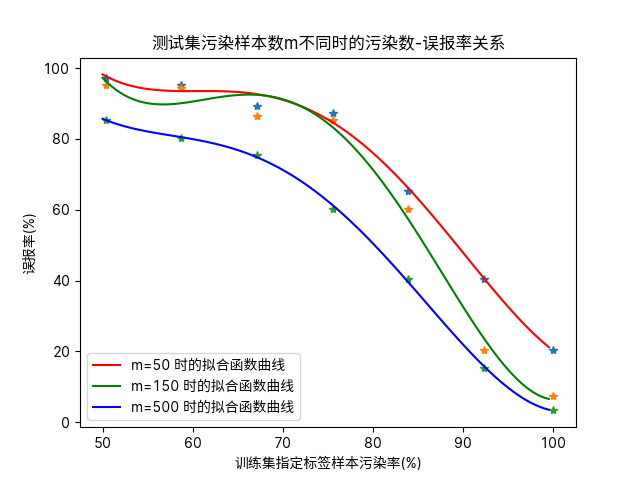 测试集污染样本数m不同时的污染数-误报率关系
误报率(%)
100
80
60
40
20
0
m=50 时的拟合函数曲线
m=150 时的拟合函数曲线
m=500 时的拟合函数曲线
50 60 70 80 90 100
训练集指定标签样本污染率(%)